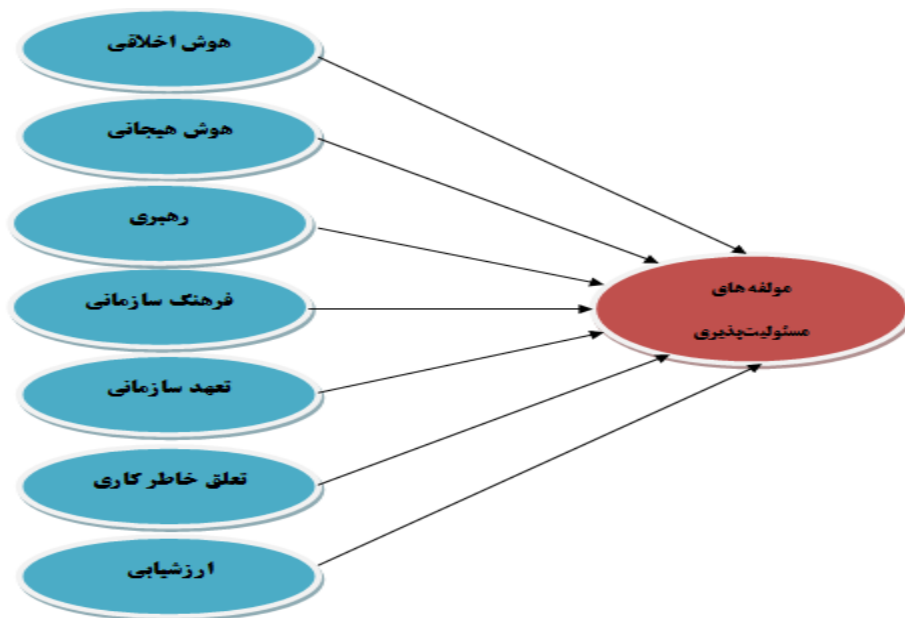 هوش اخلاقی
هوش هیجانی
رهبری
فرهنگ سازمانی
تعهد سازمانی
تعلق خاطر کاری
ارزشیابی
مولفه‌های
مسئولیت‌پذیری